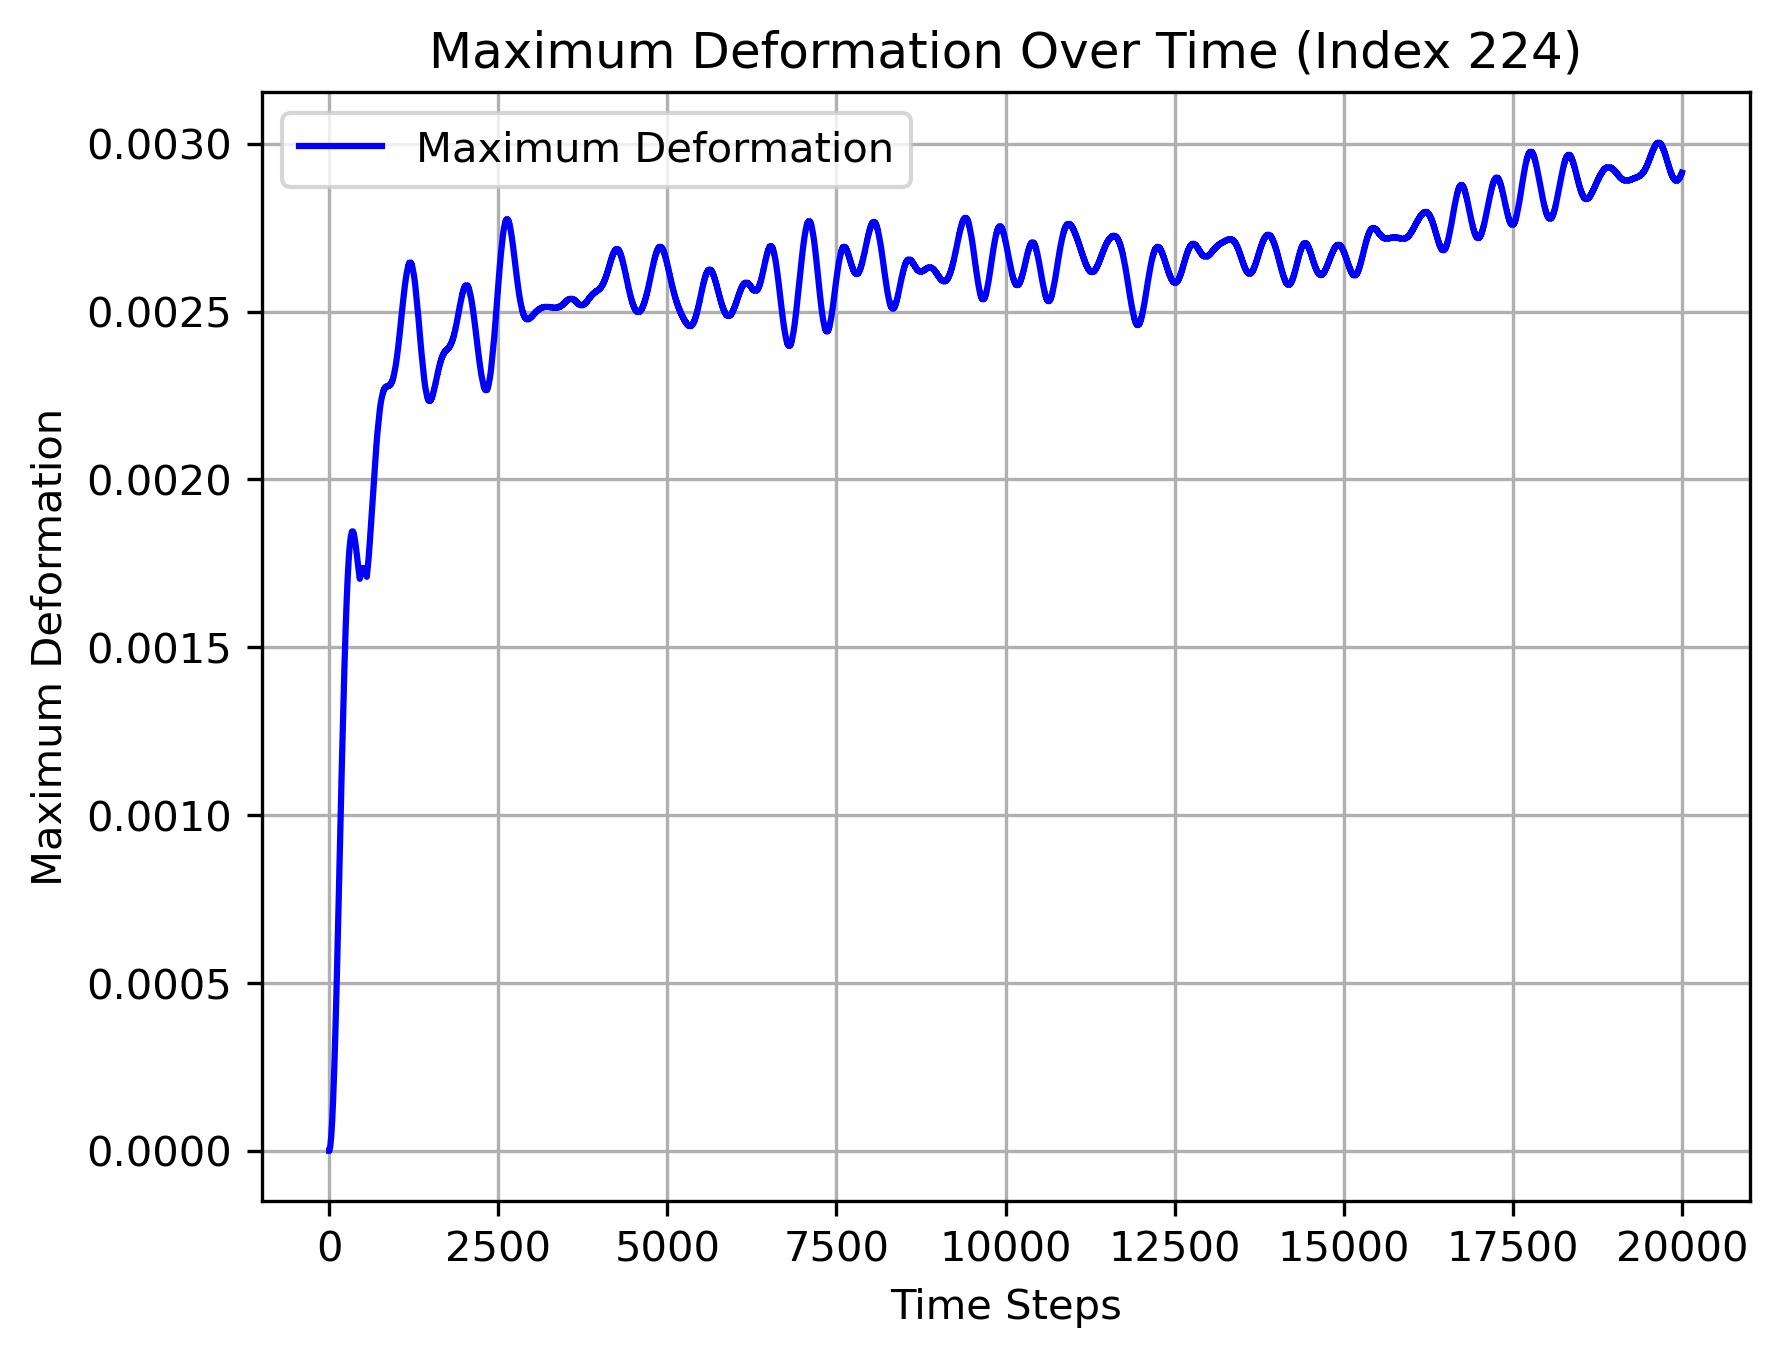 Maximum Deformation Over Time (Index 224)
Maximum Deformation
Maximum Deformation
0.0030
0.0025
0.0020
0.0015
0.0010
0.0005
0.0000
0 2500 5000 7500 10000 12500 15000 17500 20000
Time Steps